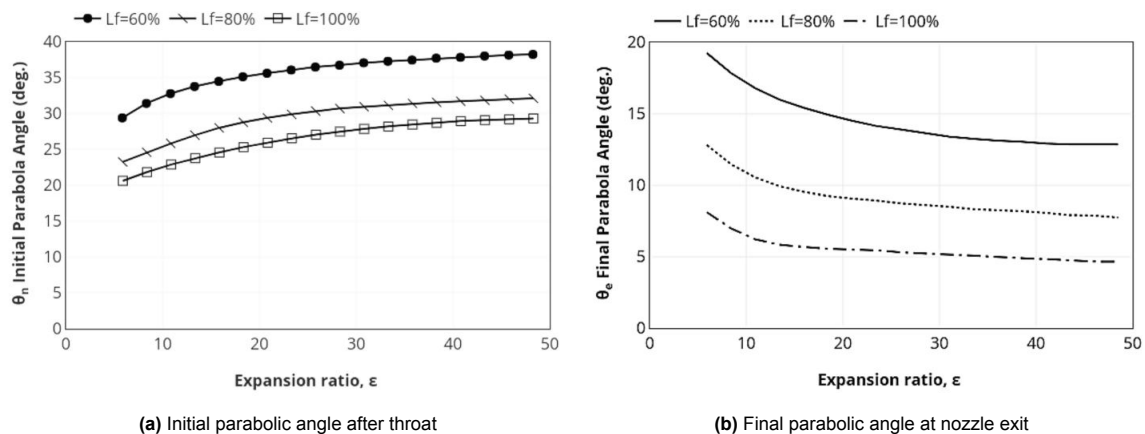 Lf=60% Lf=80% Lf=100%
40
35
30
25
20
15
10
5
0
θn Initial Parabola Angle (deg.)
0 10 20 30 40 50
Expansion ratio, ε
(a) Initial parabolic angle after throat
Lf=60% Lf=80% Lf=100%
20
15
10
5
0
θe Final Parabola Angle (deg.)
0 10 20 30 40 50
Expansion ratio, ε
(b) Final parabolic angle at nozzle exit